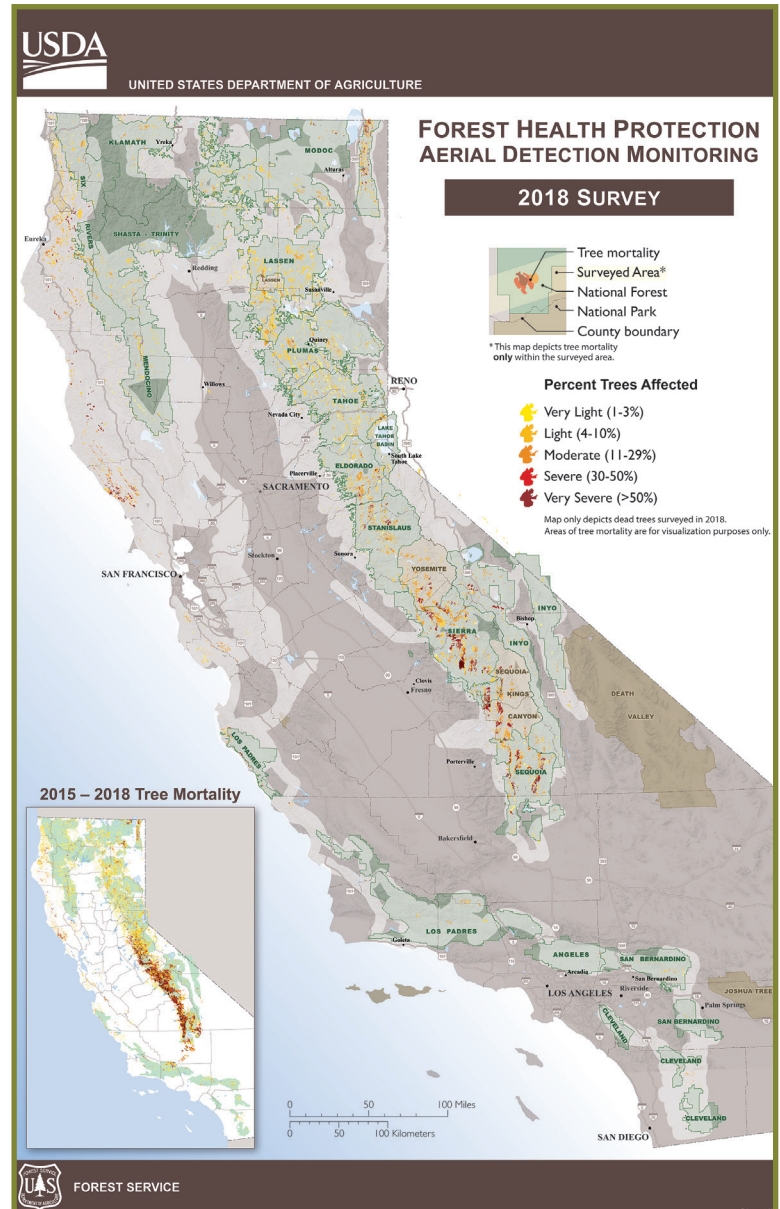 USDA
UNITED STATES DEPARTMENT OF AGRICULTURE
FOREST HEALTH PROTECTION
AERIAL DETECTION MONITORING
2018 SURVEY
Tree mortality
Surveyed Area*
National Forest
National Park
County boundary
* This map depicts tree mortality
only within the surveyed area.
Percent Trees Affected
Very Light (1-3%)
Light (4-10%)
Moderate (11-29%)
Severe (30-50%)
Very Severe (>50%)
Map only depicts dead trees surveyed in 2018.
Areas of tree mortality are for visualization purposes only.
KLAMATH
Yreka
MODOC
Alturas
SIX
RIVERS
SHASTA - TRINITY
Eureka
Redding
LASSEN
LASSEN
Susanville
MENDOCINO
Quincy
PLUMAS
Willows
RENO
TAHOE
Nevada City
LAKE
TAHOE
BASIN
South Lake
Tahoe
ELDORADO
Placerville
SACRAMENTO
STANISLAUS
Stockton
Sonora
SAN FRANCISCO
YOSEMITE
INYO
Bishop
SIERRA
INYO
SEQUOIA-
KINGS
CANYON
Clovis
Fresno
DEATH
VALLEY
LOS PADRES
Porterville
SEQUOIA
Bakersfield
LOS PADRES
Goleta
ANGELES
SAN BERNARDINO
Arcadia
San Bernardino
LOS ANGELES
Riverside
JOSHUA TREE
Palm Springs
CLEVELAND
SAN BERNARDINO
CLEVELAND
CLEVELAND
SAN DIEGO
2015 – 2018 Tree Mortality
0 50 100 Miles
0 50 100 Kilometers
FOREST SERVICE
U S
DEPARTMENT OF AGRICULTURE
FOREST SERVICE